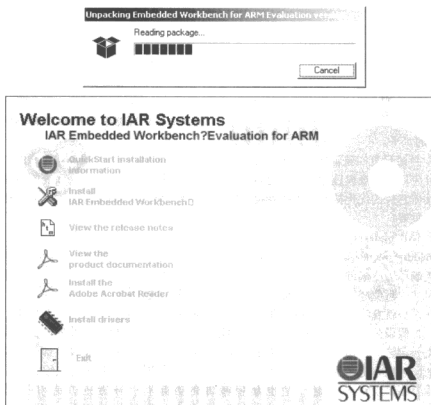 Unpacking Embedded Workbench for ARM Evaluation
Reading package...
Cancel
Welcome to IAR Systems
IAR Embedded Workbench?Evaluation for ARM
QuickStart installation
information
Install
IAR Embedded Workbench
View the release notes
View the
product documentation
Install the
Adobe Acrobat Reader
Install drivers
Exit
IAR
SYSTEMS